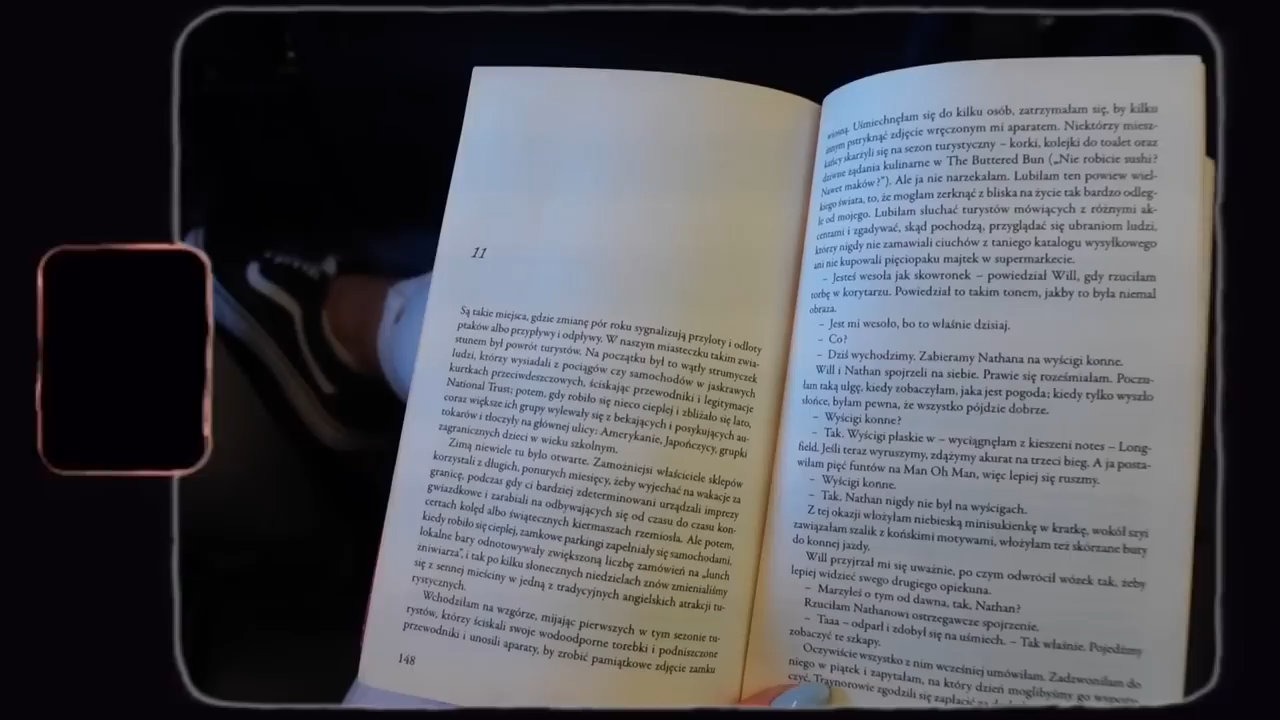 11
Są takie miejsca, gdzie zmianę pór roku sygnalizują przyloty i odloty
ptaków albo przypływy i odpływy. W naszym miasteczku takim zwia-
stunem był powrót turystów. Na początku był to wątły strumyczek
ludzi, którzy wysiadali z pociągów czy samochodów w jaskrawych
kurtkach przeciwdeszczowych, ściskając przewodniki i legitymacje
National Trust; potem, gdy robiło się nieco cieplej i zbliżało się lato,
coraz większe ich grupy wylewały się z bekających i posykujących au-
tokarów i tłoczyły na głównej ulicy: Amerykanie, Japończycy, grupki
zagranicznych dzieci w wieku szkolnym.
Zimą niewiele tu było otwarte. Zamożniejsi właściciele sklepów
korzystali z długich, ponurych miesięcy, żeby wyjechać na wakacje za
granicę, podczas gdy ci bardziej zdeterminowani urządzali imprezy
gwiazdkowe i zarabiali na odbywających się od czasu do czasu kon-
certach kolęd albo świątecznych kiermaszach rzemiosła. Ale potem,
kiedy robiło się cieplej, zamkowe parkingi zapełniały się samochodami,
lokalne bary odnotowywały zwiększoną liczbę zamówień na „lunch
żniwiarza”, i tak po kilku słonecznych niedzielach znów zmienialiśmy
się z sennej mieściny w jedną z tradycyjnych angielskich atrakcji tu-
rystycznych.
Wchodziłam na wzgórze, mijając pierwszych w tym sezonie tu-
rystów, którzy ściskali swoje wodoodporne torebki i podniszczone
przewodniki i unosili aparaty, by zrobić pamiątkowe zdjęcie zamku
148
wiosną. Uśmiechnęłam się do kilku osób, zatrzymałam się, by kilku
innym pstryknąć zdjęcie wręczonym mi aparatem. Niektórzy miesz-
kańcy skarżyli się na sezon turystyczny – korki, kolejki do toalet oraz
dziwne żądania kulinarne w The Buttered Bun („Nie robicie sushi?
Nawet maków?”). Ale ja nie narzekałam. Lubiłam ten powiew wiel-
kiego świata, to, że mogłam zerknąć z bliska na życie tak bardzo odleg-
łe od mojego. Lubiłam słuchać turystów mówiących z różnymi ak-
centami i zgadywać, skąd pochodzą, przyglądać się ubraniom ludzi,
którzy nigdy nie zamawiali ciuchów z taniego katalogu wysyłkowego
ani nie kupowali pięciopaku majtek w supermarkecie.
– Jesteś wesoła jak skowronek – powiedział Will, gdy rzuciłam
torbę w korytarzu. Powiedział to takim tonem, jakby to była niemal
obraza.
– Jest mi wesoło, bo to właśnie dzisiaj.
– Co?
– Dziś wychodzimy. Zabieramy Nathana na wyścigi konne.
Will i Nathan spojrzeli na siebie. Prawie się roześmiałam. Poczu-
łam taką ulgę, kiedy zobaczyłam, jaka jest pogoda; kiedy tylko wyszło
słońce, byłam pewna, że wszystko pójdzie dobrze.
– Wyścigi konne?
– Tak. Wyścigi płaskie w – wyciągnęłam z kieszeni notes – Long-
field. Jeśli teraz wyruszymy, zdążymy akurat na trzeci bieg. A ja posta-
wiłam pięć funtów na Man Oh Man, więc lepiej się ruszmy.
– Wyścigi konne.
– Tak. Nathan nigdy nie był na wyścigach.
Z tej okazji włożyłam niebieską minisukienkę w kratkę, wokół szyi
zawiązałam szalik z końskimi motywami, włożyłam też skórzane buty
do konnej jazdy.
Will przyjrzał mi się uważnie, po czym odwrócił wózek tak, żeby
lepiej widzieć swego drugiego opiekuna.
– Marzyłeś o tym od dawna, tak, Nathan?
Rzuciłam Nathanowi ostrzegawcze spojrzenie.
– Taaa – odparł i zdobył się na uśmiech. – Tak właśnie. Pojedźmy
zobaczyć te szkapy.
Oczywiście wszystko z nim wcześniej umówiłam. Zadzwoniłam do
niego w piątek i zapytałam, na który dzień moglibyśmy go wypoży-
czyć. Traynorowie zgodzili się zapłacić za